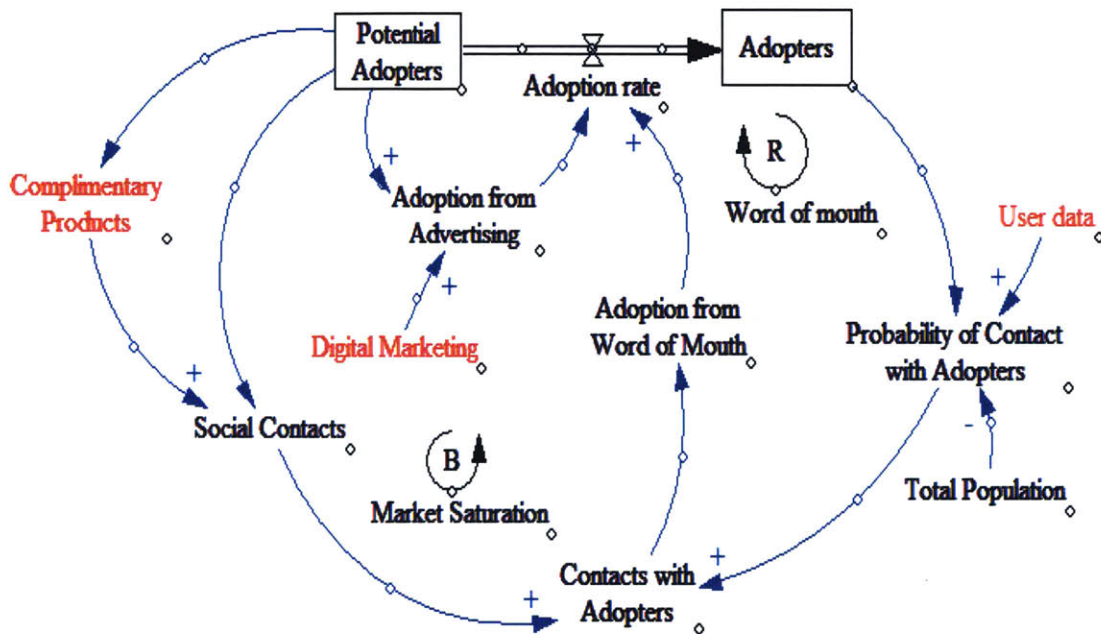 Potential
Adopters
Adopters
Adoption rate
+
+
R
Word of mouth
Complimentary
Products
Adoption from
Advertising
User data
+
+
Adoption from
Word of Mouth
Probability of Contact
with Adopters
Digital Marketing
+
-
Social Contacts
B
Market Saturation
Total Population
+
+
Contacts with
Adopters